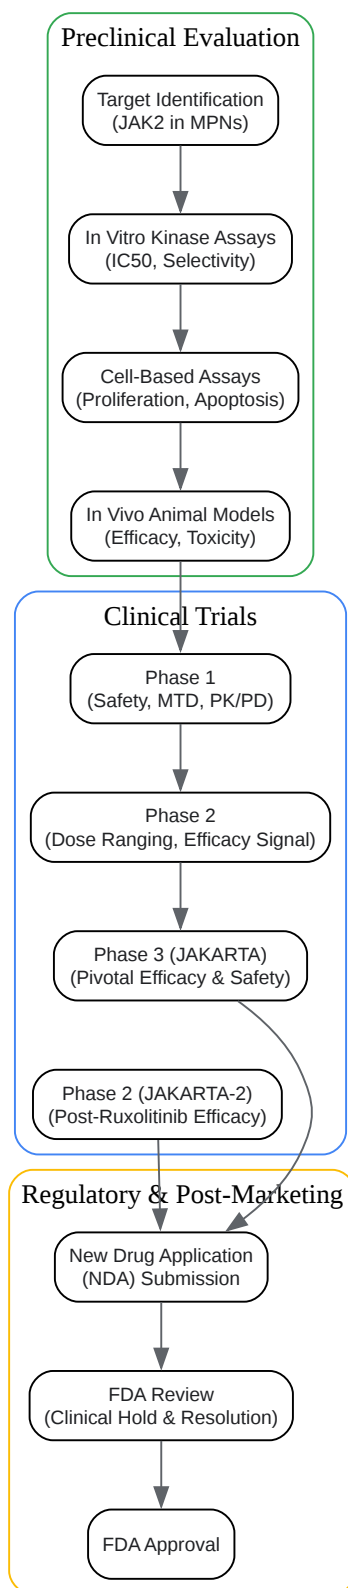 Preclinical Evaluation
Target Identification
(JAK2 in MPNs)
In Vitro Kinase Assays
(IC50, Selectivity)
Cell-Based Assays
(Proliferation, Apoptosis)
In Vivo Animal Models
(Efficacy, Toxicity)
Clinical Trials
Phase 1
(Safety, MTD, PK/PD)
Phase 2
(Dose Ranging, Efficacy Signal)
Phase 3 (JAKARTA)
(Pivotal Efficacy & Safety)
Phase 2 (JAKARTA-2)
(Post-Ruxolitinib Efficacy)
Regulatory & Post-Marketing
New Drug Application
(NDA) Submission
FDA Review
(Clinical Hold & Resolution)
FDA Approval